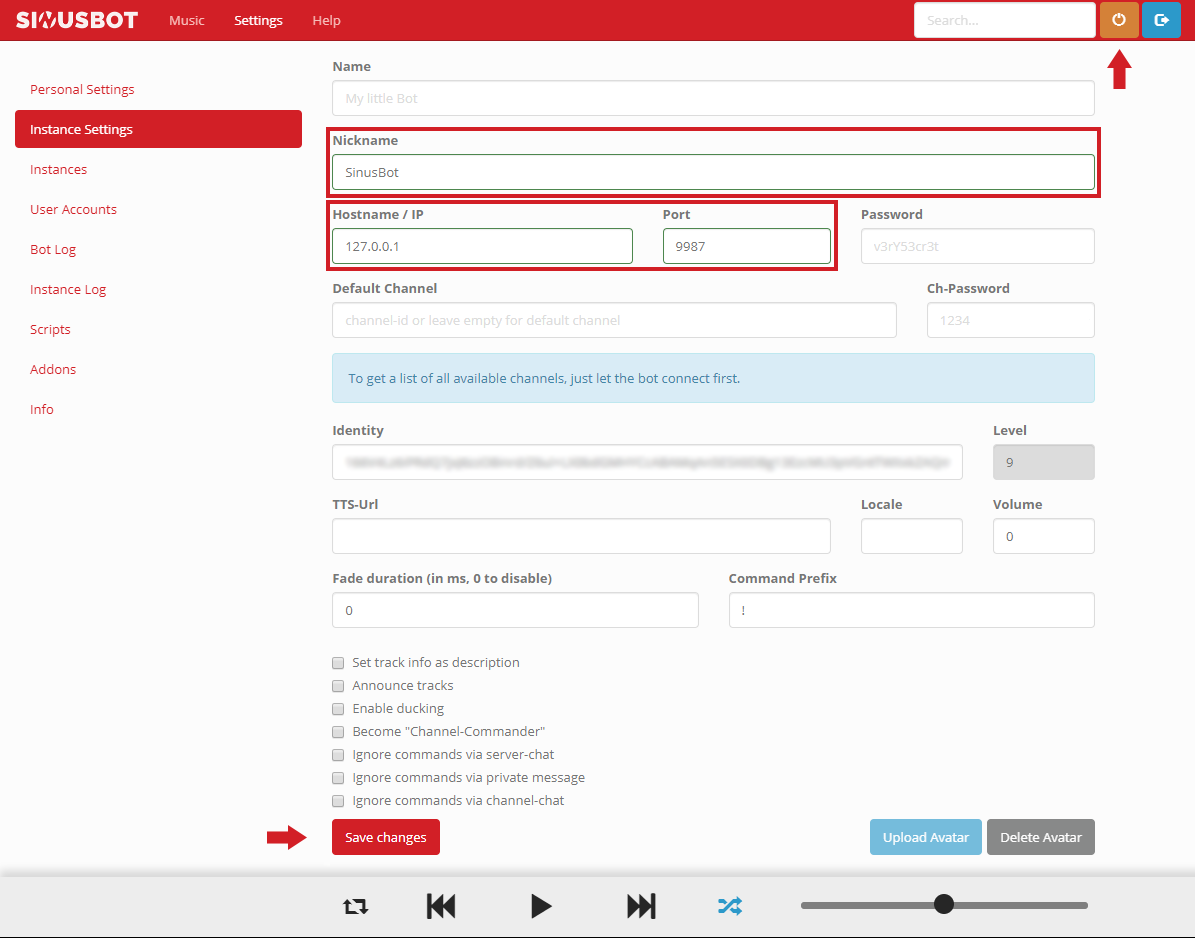 SINUSBOT Music Settings Help Search...
Personal Settings
Instance Settings
Instances
User Accounts
Bot Log
Instance Log
Scripts
Addons
Info
Name
My little Bot
Nickname
SinusBot
Hostname / IP Port Password
127.0.0.1 9987 v3rY53cr3t
Default Channel Ch-Password
channel-id or leave empty for default channel 1234
To get a list of all available channels, just let the bot connect first.
Identity Level
9
TTS-Url Locale Volume
0
Fade duration (in ms, 0 to disable) Command Prefix
0 !
Set track info as description
Announce tracks
Enable ducking
Become "Channel-Commander"
Ignore commands via server-chat
Ignore commands via private message
Ignore commands via channel-chat
Save changes Upload Avatar Delete Avatar